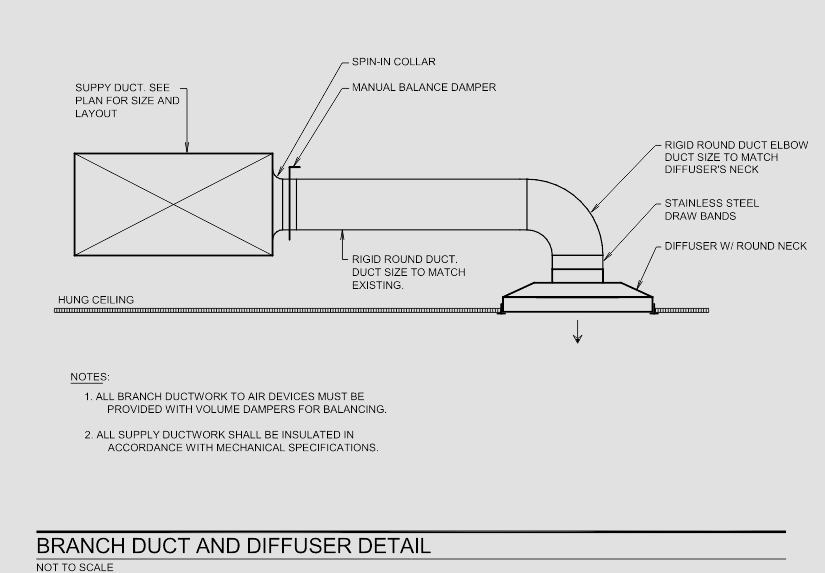 SPIN-IN COLLAR
SUPPY DUCT. SEE
PLAN FOR SIZE AND
LAYOUT
MANUAL BALANCE DAMPER
RIGID ROUND DUCT ELBOW
DUCT SIZE TO MATCH
DIFFUSER'S NECK
STAINLESS STEEL
DRAW BANDS
DIFFUSER W/ ROUND NECK
RIGID ROUND DUCT.
DUCT SIZE TO MATCH
EXISTING.
HUNG CEILING
NOTES:
1. ALL BRANCH DUCTWORK TO AIR DEVICES MUST BE
PROVIDED WITH VOLUME DAMPERS FOR BALANCING.
2. ALL SUPPLY DUCTWORK SHALL BE INSULATED IN
ACCORDANCE WITH MECHANICAL SPECIFICATIONS.
BRANCH DUCT AND DIFFUSER DETAIL
NOT TO SCALE